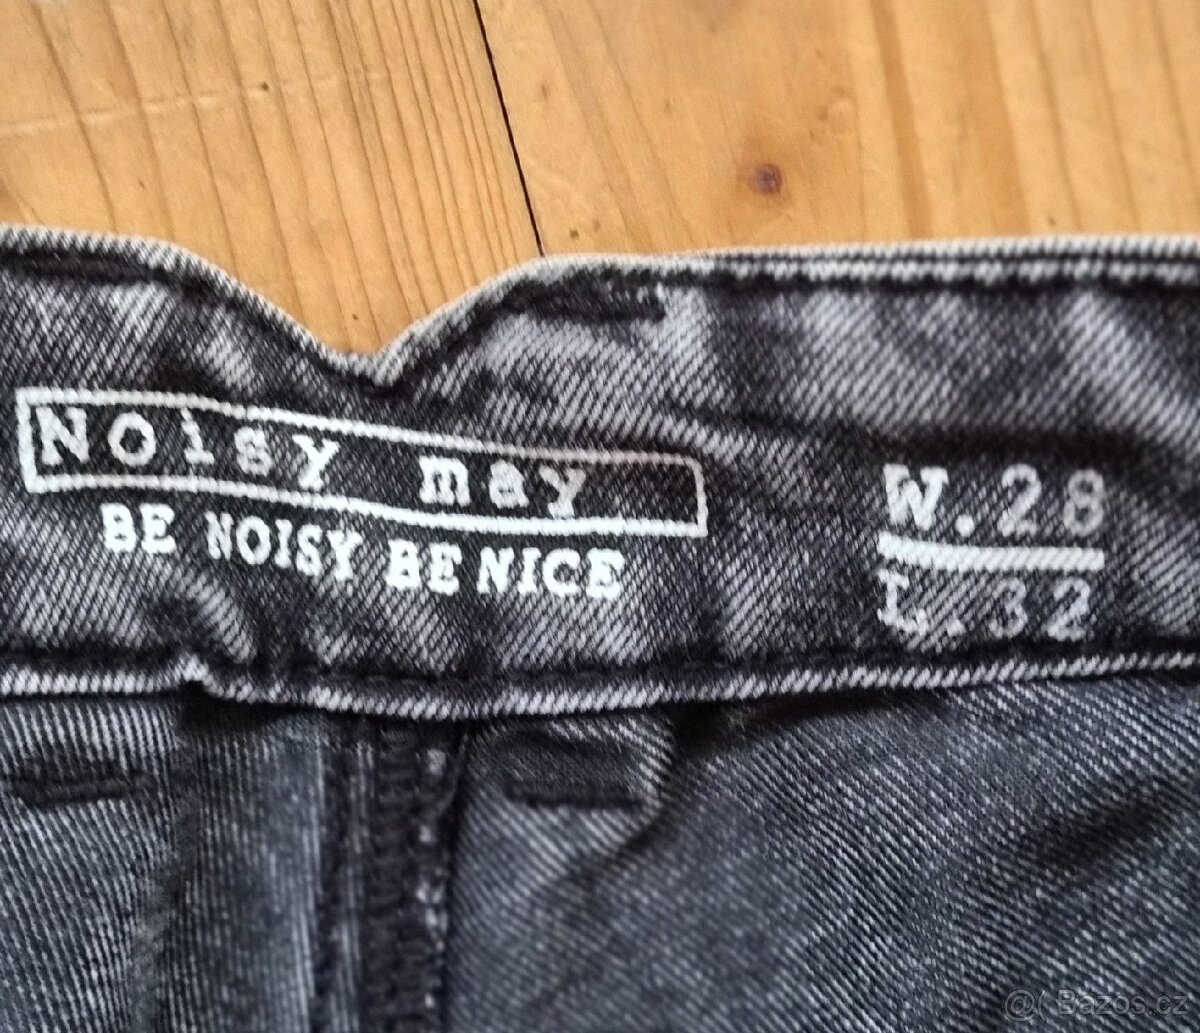 Noisy may
BE NOISY BE NICE
W.28
L.32
@( Bazos.cz